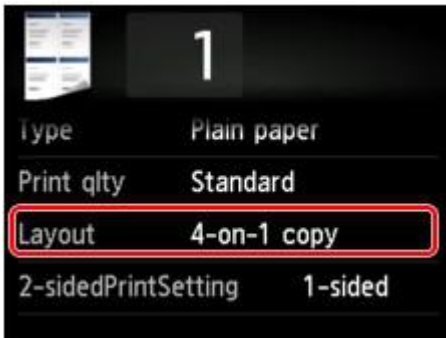 1
Type Plain paper
Print qlty Standard
Layout 4-on-1 copy
2-sidedPrintSetting 1-sided